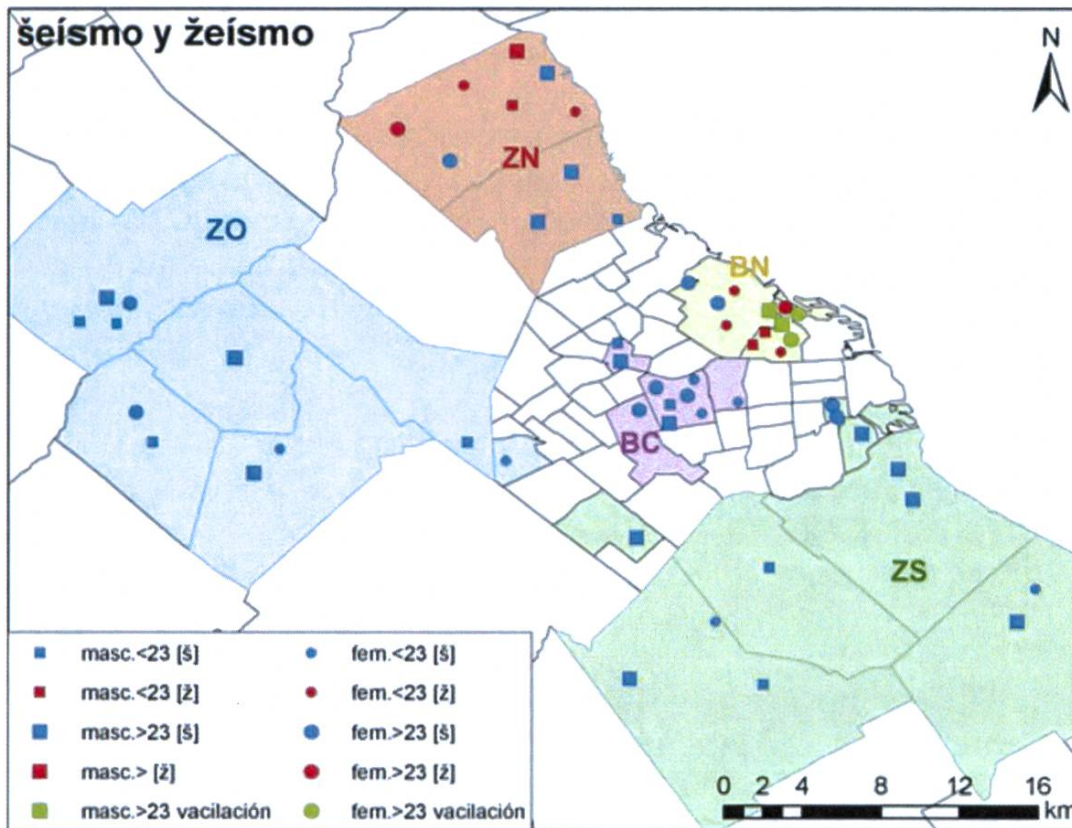 šeísmo y žeísmo
N
ZN
ZO
BN
BC
ZS
masc.<23 [š]
fem.<23 [š]
masc.<23 [ž]
fem.<23 [ž]
masc.>23 [š]
fem.>23 [š]
masc.> [ž]
fem.>23 [ž]
masc.>23 vacilación
fem.>23 vacilación
0 2 4 8 12 16
km